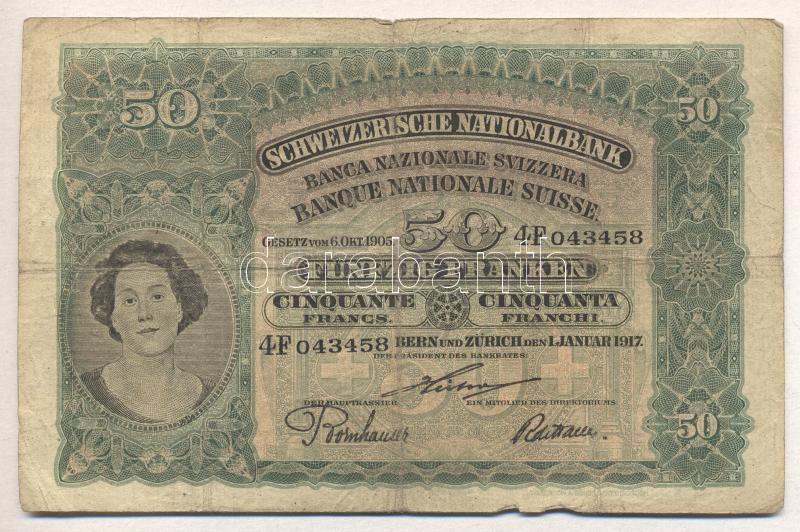 50
50
SCHWEIZERISCHE NATIONALBANK
BANCA NAZIONALE SVIZZERA
BANQUE NATIONALE SUISSE.
GESETZ VOM 6. OKT. 1905 50 4F 043458
FÜNFZIG FRANKEN
darabanth
CINQUANTE CINQUANTA
FRANCS. FRANCHI.
4F 043458 BERN UND ZÜRICH DEN 1. JANUAR 1917.
DER PRÄSIDENT DES BANKRATES:
DER HAUPTKASSIER EIN MITGLIED DES DIREKTORIUMS
Bornhauser
50